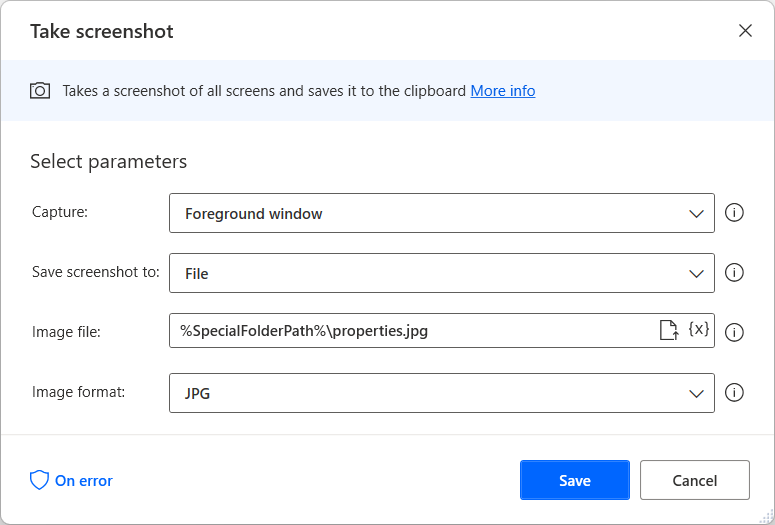 Take screenshot
Takes a screenshot of all screens and saves it to the clipboard More info
Select parameters
Capture: Foreground window
Save screenshot to: File
Image file: %SpecialFolderPath%\properties.jpg {x}
Image format: JPG
On error Save Cancel